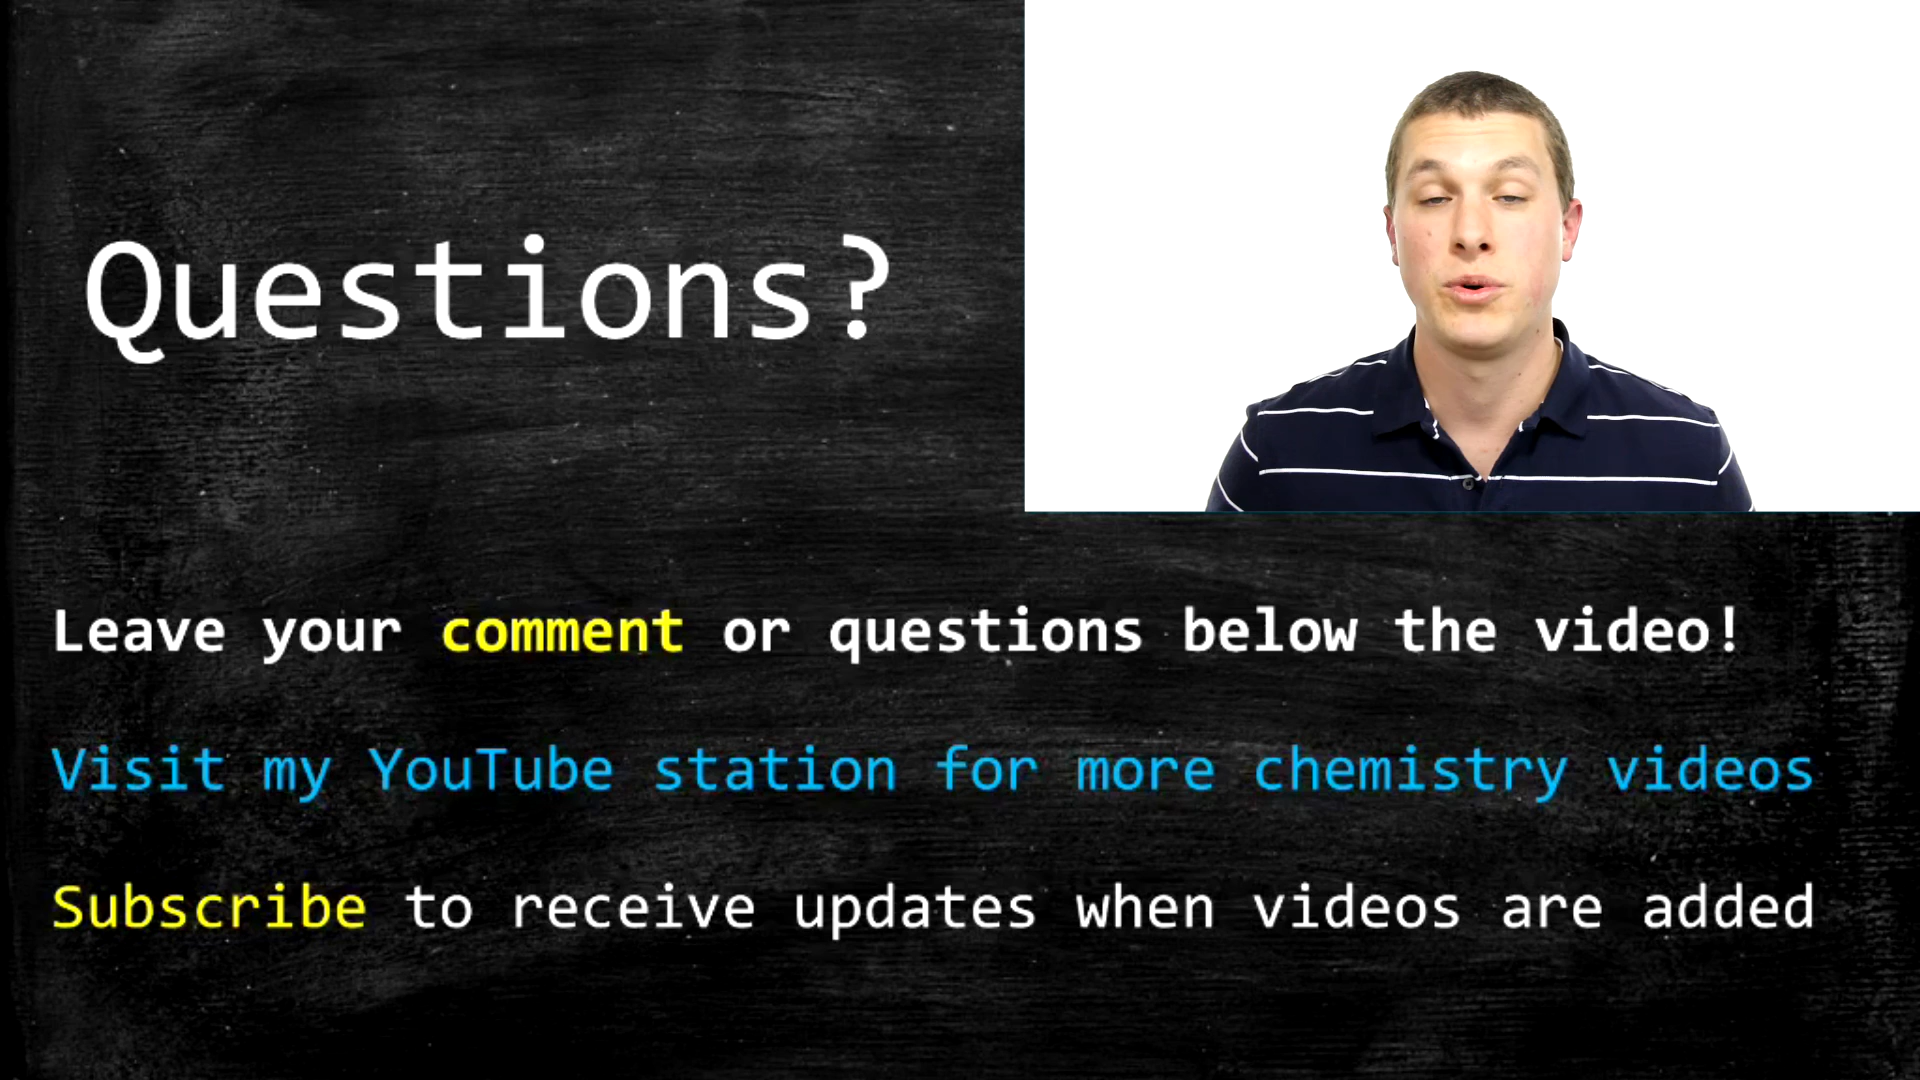 Questions?
Leave your comment or questions below the video!
Visit my YouTube station for more chemistry videos
Subscribe to receive updates when videos are added